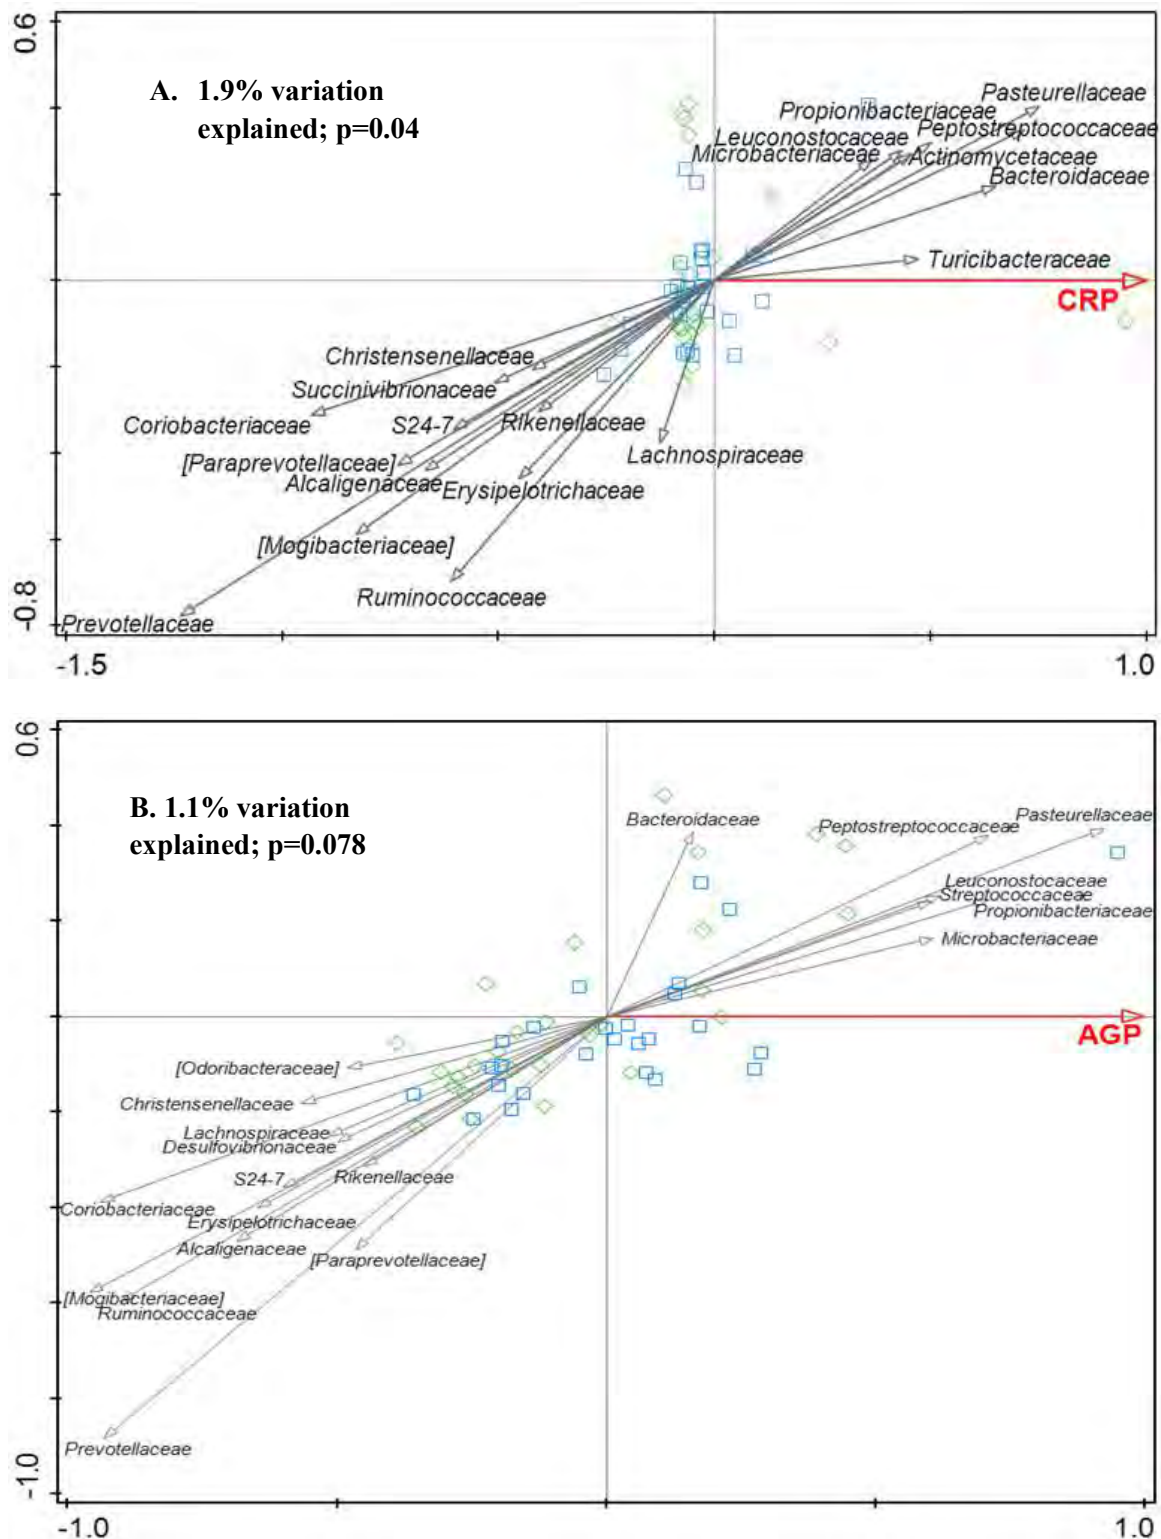 0.6
A. 1.9% variation
explained; p=0.04
Pasteurellaceae
Propionibacteriaceae
Peptostreptococcaceae
Leuconostocaceae
Microbacteriaceae
Actinomycetaceae
Bacteroidaceae
Turicibacteraceae
CRP
Christensenellaceae
Succinivibrionaceae
Coriobacteriaceae
S24-7
Rikenellaceae
Lachnospiraceae
[Paraprevotellaceae]
Alcaligenaceae
Erysipelotrichaceae
[Mogibacteriaceae]
Ruminococcaceae
Prevotellaceae
-0.8
-1.5
1.0
0.6
B. 1.1% variation
explained; p=0.078
Bacteroidaceae
Peptostreptococcaceae
Pasteurellaceae
Leuconostocaceae
Streptococcaceae
Propionibacteriaceae
Microbacteriaceae
AGP
[Odoribacteraceae]
Christensenellaceae
Lachnospiraceae
Desulfovibrionaceae
S24-7
Rikenellaceae
Coriobacteriaceae
Erysipelotrichaceae
Alcaligenaceae
[Paraprevotellaceae]
[Mogibacteriaceae]
Ruminococcaceae
Prevotellaceae
-1.0
-1.0
1.0